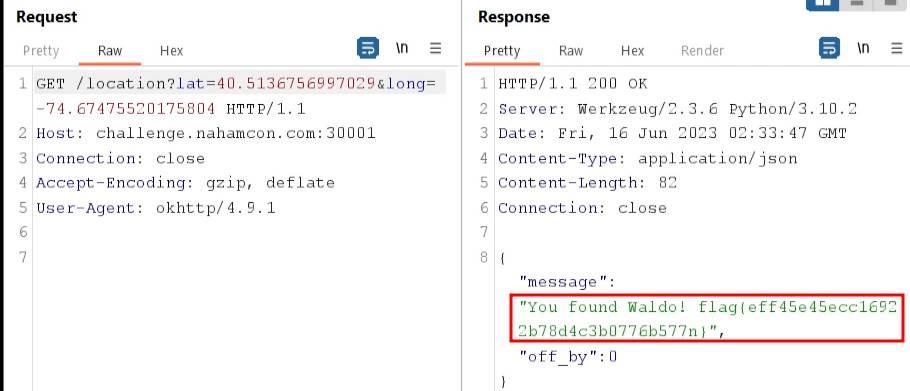 Request
Pretty Raw Hex \n
1 GET /location?lat=40.5136756997029&long=
-74.67475520175804 HTTP/1.1
2 Host: challenge.nahamcon.com:30001
3 Connection: close
4 Accept-Encoding: gzip, deflate
5 User-Agent: okhttp/4.9.1
6
7
Response
Pretty Raw Hex Render \n
1 HTTP/1.1 200 OK
2 Server: Werkzeug/2.3.6 Python/3.10.2
3 Date: Fri, 16 Jun 2023 02:33:47 GMT
4 Content-Type: application/json
5 Content-Length: 82
6 Connection: close
7
8 {
"message":
"You found Waldo! flag{eff45e45ecc1692
2b78d4c3b0776b577n}",
"off_by":0
}